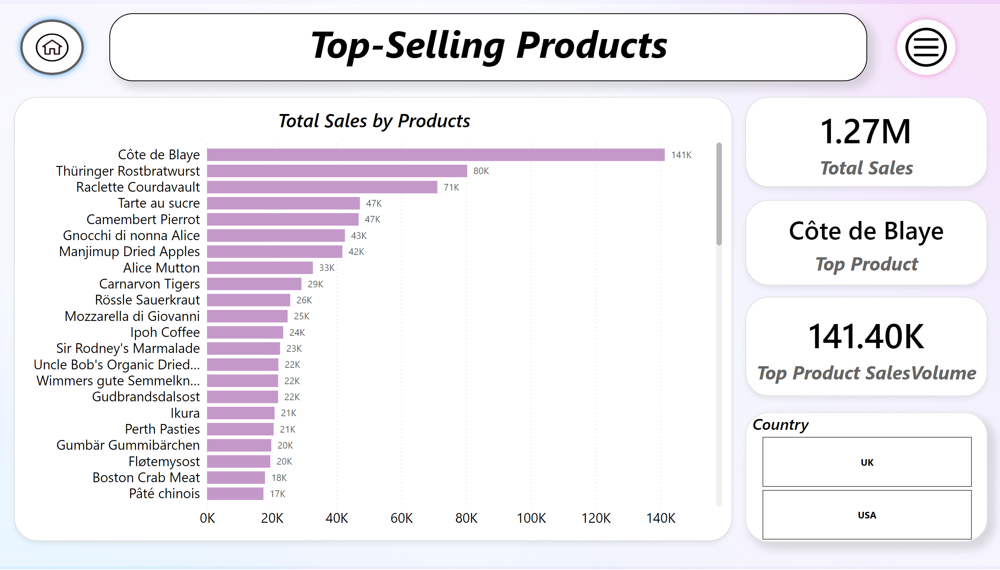 Top-Selling Products
Total Sales by Products
Côte de Blaye 141K
Thüringer Rostbratwurst 80K
Raclette Courdavault 71K
Tarte au sucre 47K
Camembert Pierrot 47K
Gnocchi di nonna Alice 43K
Manjimup Dried Apples 42K
Alice Mutton 33K
Carnarvon Tigers 29K
Rössle Sauerkraut 26K
Mozzarella di Giovanni 25K
Ipoh Coffee 24K
Sir Rodney's Marmalade 23K
Uncle Bob's Organic Dried... 22K
Wimmers gute Semmelkn... 22K
Gudbrandsdalsost 22K
Ikura 21K
Perth Pasties 21K
Gumbär Gummibärchen 20K
Fløtemysost 20K
Boston Crab Meat 18K
Pâté chinois 17K
0K 20K 40K 60K 80K 100K 120K 140K
1.27M
Total Sales
Côte de Blaye
Top Product
141.40K
Top Product SalesVolume
Country
UK
USA